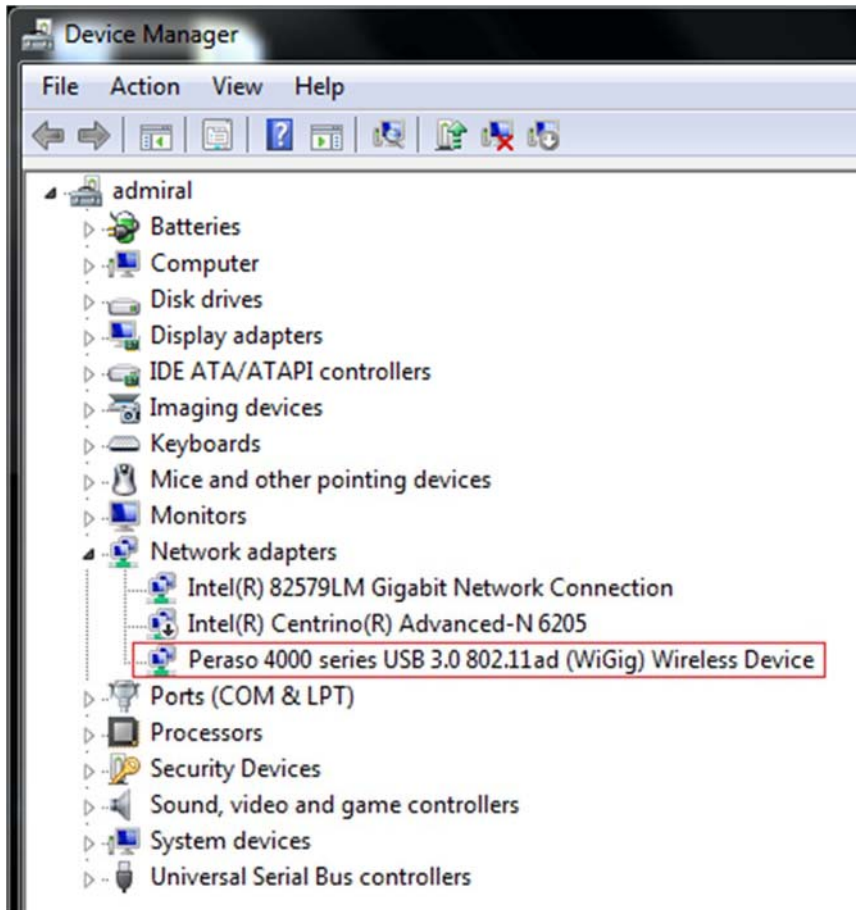 Device Manager
File Action View Help
admiral
Batteries
Computer
Disk drives
Display adapters
IDE ATA/ATAPI controllers
Imaging devices
Keyboards
Mice and other pointing devices
Monitors
Network adapters
Intel(R) 82579LM Gigabit Network Connection
Intel(R) Centrino(R) Advanced-N 6205
Peraso 4000 series USB 3.0 802.11ad (WiGig) Wireless Device
Ports (COM & LPT)
Processors
Security Devices
Sound, video and game controllers
System devices
Universal Serial Bus controllers